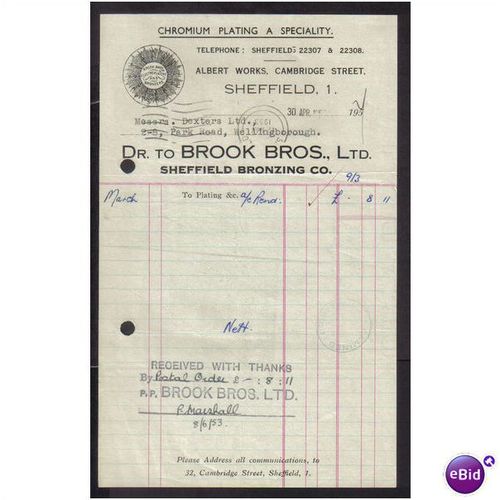 CHROMIUM PLATING A SPECIALITY.
TELEPHONE: SHEFFIELD 22307 & 22308.
ALBERT WORKS, CAMBRIDGE STREET,
SHEFFIELD, 1.
30 APR 195
Messrs. Dexters Ltd.,
2-8, Park Road, Wellingborough.
DR. TO BROOK BROS., LTD.
SHEFFIELD BRONZING CO.
9/3
March To Plating &c. a/c Rend £ - 8 11
Nett.
RECEIVED WITH THANKS
By Postal Order £ - : 8 : 11
P.P. BROOK BROS. LTD.
R. Marshall
8/6/53.
Please Address all communications, to
32, Cambridge Street, Sheffield, 1.
eBid